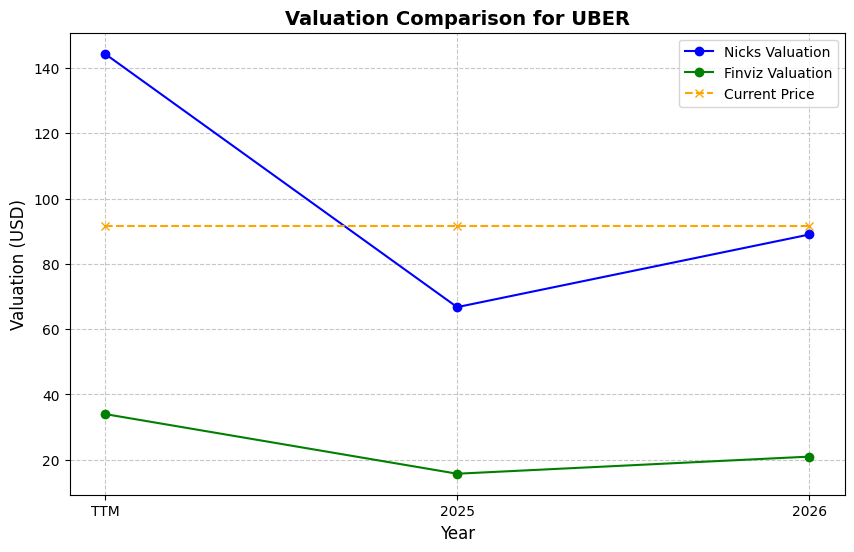 Valuation Comparison for UBER
Nicks Valuation
Finviz Valuation
Current Price
Valuation (USD)
140
120
100
80
60
40
20
TTM
2025
2026
Year